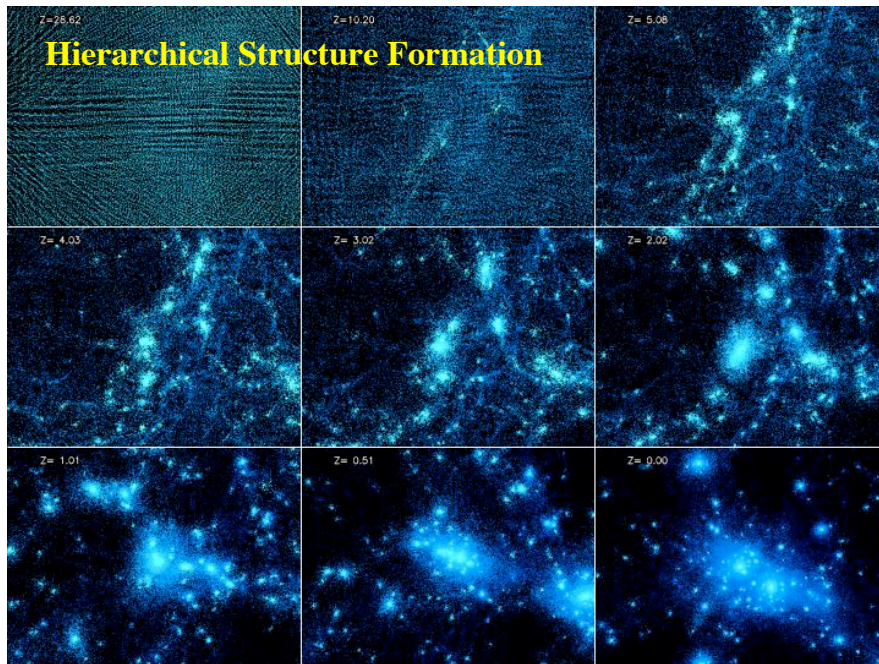 Z=28.62
Z=10.20
Z= 5.08
Hierarchical Structure Formation
Z= 4.03
Z= 3.02
Z= 2.02
Z= 1.01
Z= 0.51
Z= 0.00